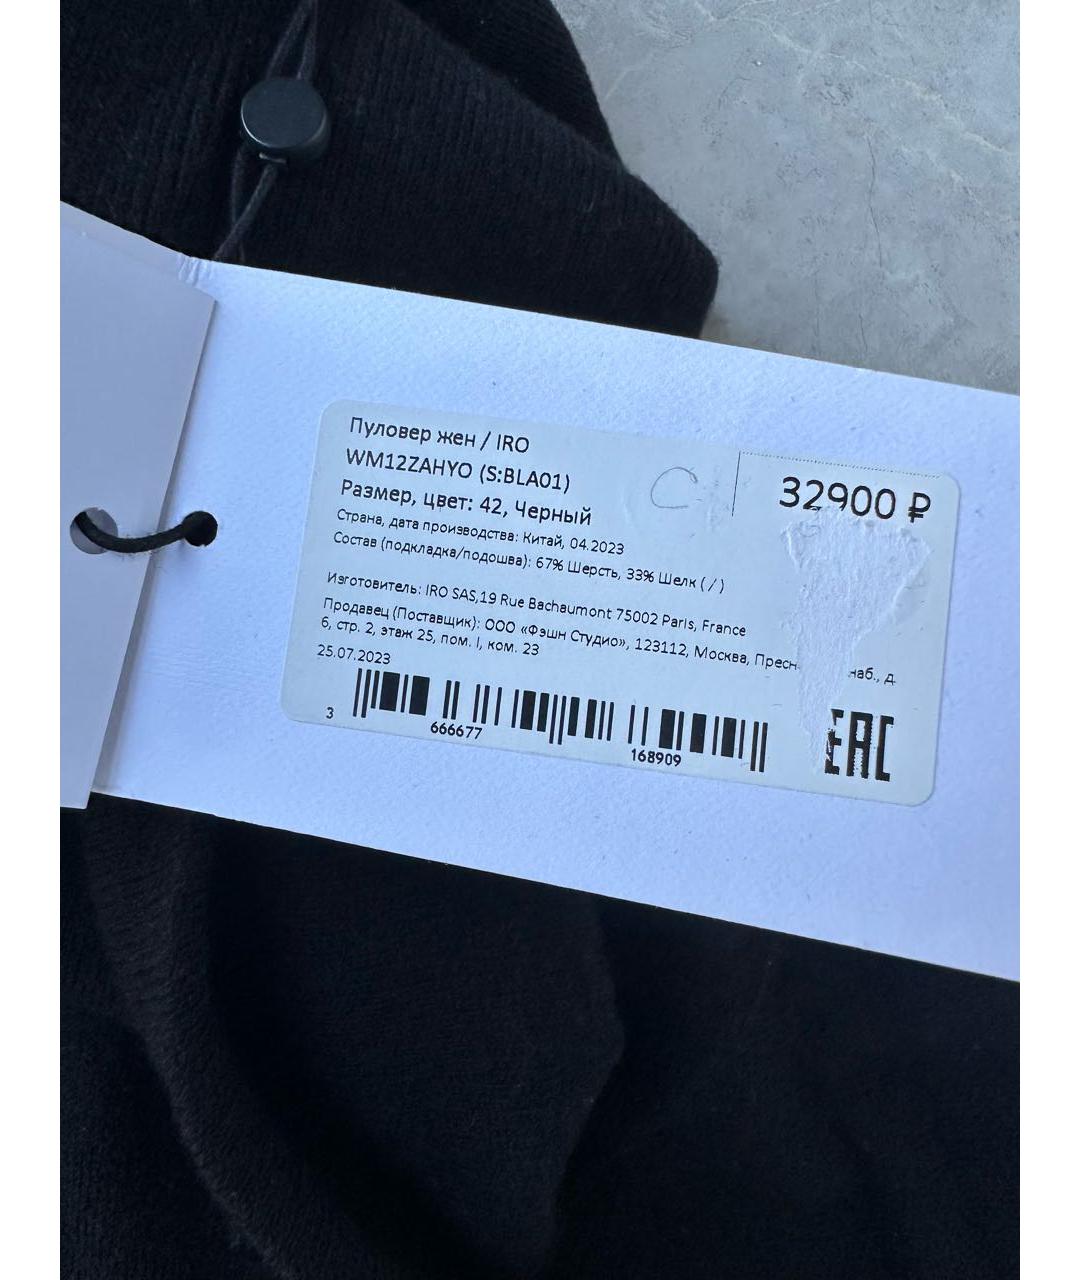 Пуловер жен / IRO
WM12ZAHYO (S:BLA01)
32900 ₽
Размер, цвет: 42, Черный
Страна, дата производства: Китай, 04.2023
Состав (подкладка/подошва): 67% Шерсть, 33% Шелк ( / )
Изготовитель: IRO SAS,19 Rue Bachaumont 75002 Paris, France
Продавец (Поставщик): ООО «Фэшн Студио», 123112, Москва, Пресн наб., д.
6, стр. 2, этаж 25, пом. I, ком. 23
25.07.2023
3 666677 168909
EAC